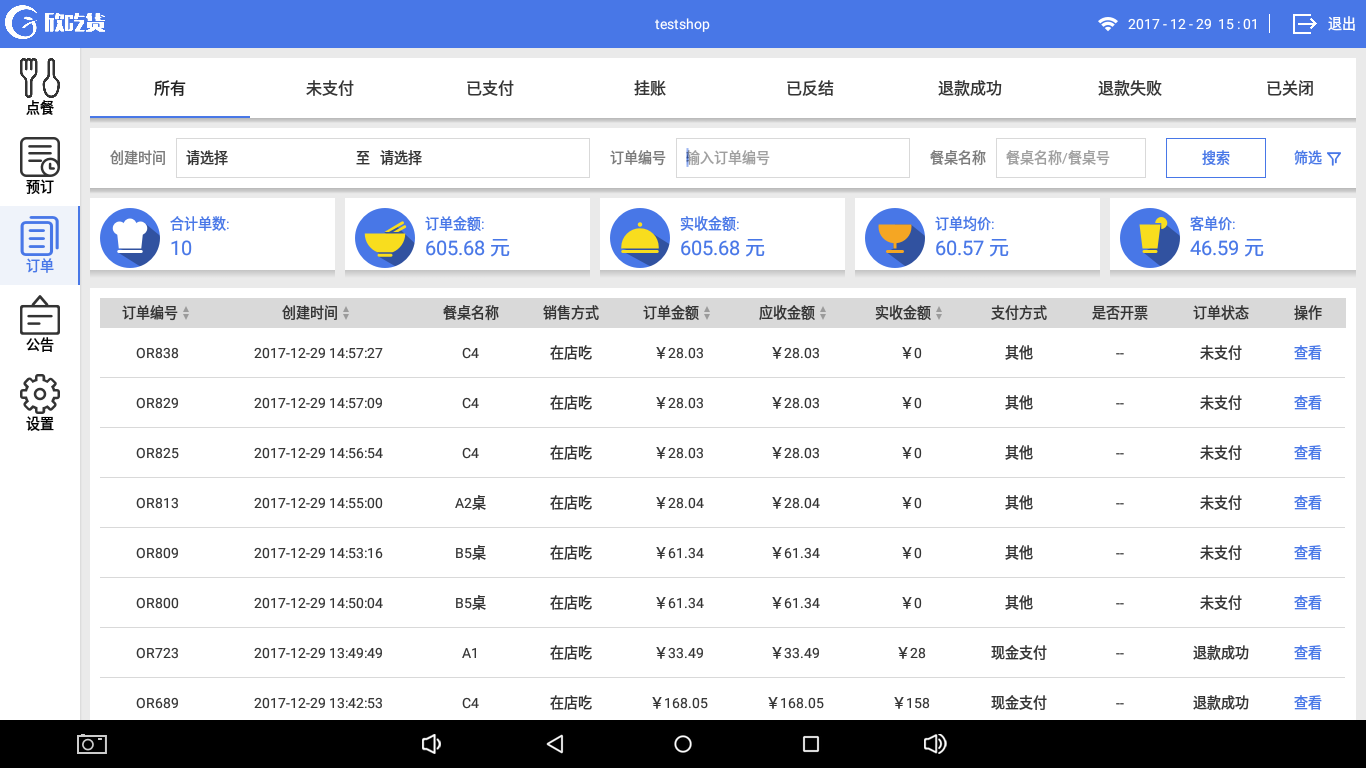 欣吃货
testshop
2017-12-29 15:01
退出
点餐
预订
订单
公告
设置
所有 未支付 已支付 挂账 已反结 退款成功 退款失败 已关闭
创建时间 请选择 至 请选择 订单编号 输入订单编号 餐桌名称 餐桌名称/餐桌号 搜索 筛选
合计单数:
10
订单金额:
605.68 元
实收金额:
605.68 元
订单均价:
60.57 元
客单价:
46.59 元
订单编号 创建时间 餐桌名称 销售方式 订单金额 应收金额 实收金额 支付方式 是否开票 订单状态 操作
OR838 2017-12-29 14:57:27 C4 在店吃 ￥28.03 ￥28.03 ￥0 其他 -- 未支付 查看
OR829 2017-12-29 14:57:09 C4 在店吃 ￥28.03 ￥28.03 ￥0 其他 -- 未支付 查看
OR825 2017-12-29 14:56:54 C4 在店吃 ￥28.03 ￥28.03 ￥0 其他 -- 未支付 查看
OR813 2017-12-29 14:55:00 A2桌 在店吃 ￥28.04 ￥28.04 ￥0 其他 -- 未支付 查看
OR809 2017-12-29 14:53:16 B5桌 在店吃 ￥61.34 ￥61.34 ￥0 其他 -- 未支付 查看
OR800 2017-12-29 14:50:04 B5桌 在店吃 ￥61.34 ￥61.34 ￥0 其他 -- 未支付 查看
OR723 2017-12-29 13:49:49 A1 在店吃 ￥33.49 ￥33.49 ￥28 现金支付 -- 退款成功 查看
OR689 2017-12-29 13:42:53 C4 在店吃 ￥168.05 ￥168.05 ￥158 现金支付 -- 退款成功 查看